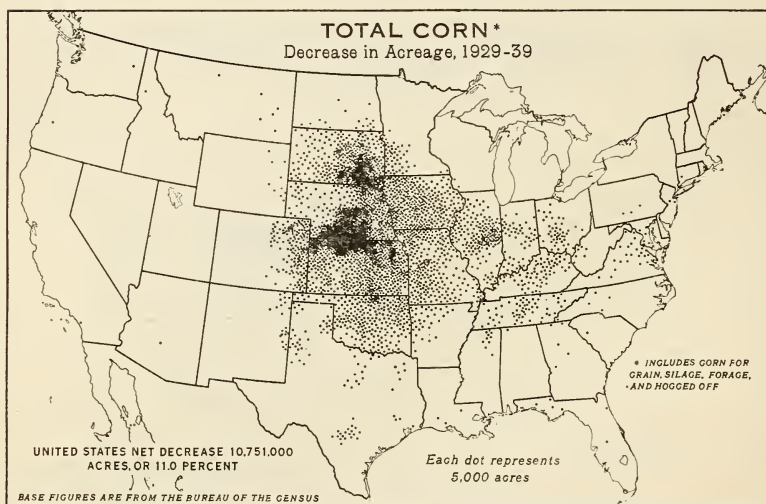 TOTAL CORN*
Decrease in Acreage, 1929-39
* INCLUDES CORN FOR
GRAIN, SILAGE, FORAGE,
AND HOGGED OFF
UNITED STATES NET DECREASE 10,751,000
ACRES, OR 11.0 PERCENT
Each dot represents
5,000 acres
BASE FIGURES ARE FROM THE BUREAU OF THE CENSUS